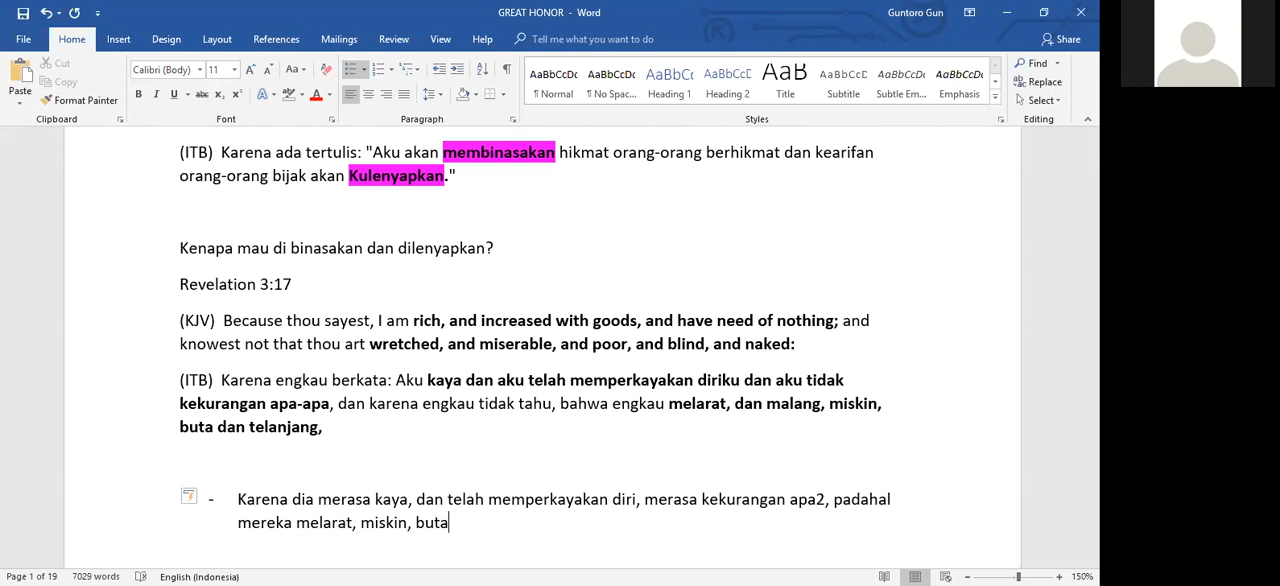 GREAT HONOR - Word
Guntoro Gun
File Home Insert Design Layout References Mailings Review View Help Tell me what you want to do Share
Paste
Cut
Copy
Format Painter
Clipboard
Calibri (Body) 11
Font
Paragraph
AaBbCcDc AaBbCcDc AaBbCc AaBbCcD AaB AaBbCcD AaBbCcDc AaBbCcDc
¶ Normal ¶ No Spac... Heading 1 Heading 2 Title Subtitle Subtle Em... Emphasis
Styles
Find
Replace
Select
Editing
(ITB) Karena ada tertulis: "Aku akan membinasakan hikmat orang-orang berhikmat dan kearifan
orang-orang bijak akan Kulenyapkan."
Kenapa mau di binasakan dan dilenyapkan?
Revelation 3:17
(KJV) Because thou sayest, I am rich, and increased with goods, and have need of nothing; and
knowest not that thou art wretched, and miserable, and poor, and blind, and naked:
(ITB) Karena engkau berkata: Aku kaya dan aku telah memperkayakan diriku dan aku tidak
kekurangan apa-apa, dan karena engkau tidak tahu, bahwa engkau melarat, dan malang, miskin,
buta dan telanjang,
- Karena dia merasa kaya, dan telah memperkayakan diri, merasa kekurangan apa2, padahal
mereka melarat, miskin, buta
Page 1 of 19 7029 words English (Indonesia) 150%